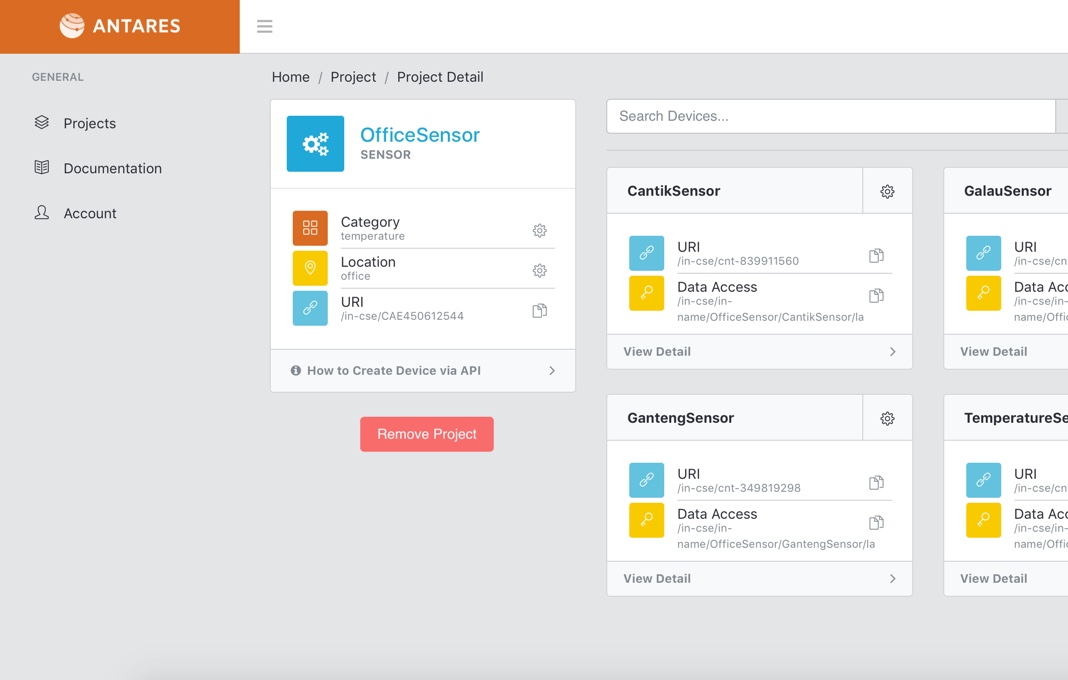 ANTARES
GENERAL
Projects
Documentation
Account
Home / Project / Project Detail
OfficeSensor
SENSOR
Category
temperature
Location
office
URI
/in-cse/CAE450612544
How to Create Device via API
Remove Project
Search Devices...
CantikSensor
URI
/in-cse/cnt-839911560
Data Access
/in-cse/in-
name/OfficeSensor/CantikSensor/la
View Detail
GalauSensor
URI
/in-cse/cn
Data Acc
/in-cse/in-
name/Offic
View Detail
GantengSensor
URI
/in-cse/cnt-349819298
Data Access
/in-cse/in-
name/OfficeSensor/GantengSensor/la
View Detail
TemperatureSe
URI
/in-cse/cn
Data Acc
/in-cse/in-
name/Offic
View Detail